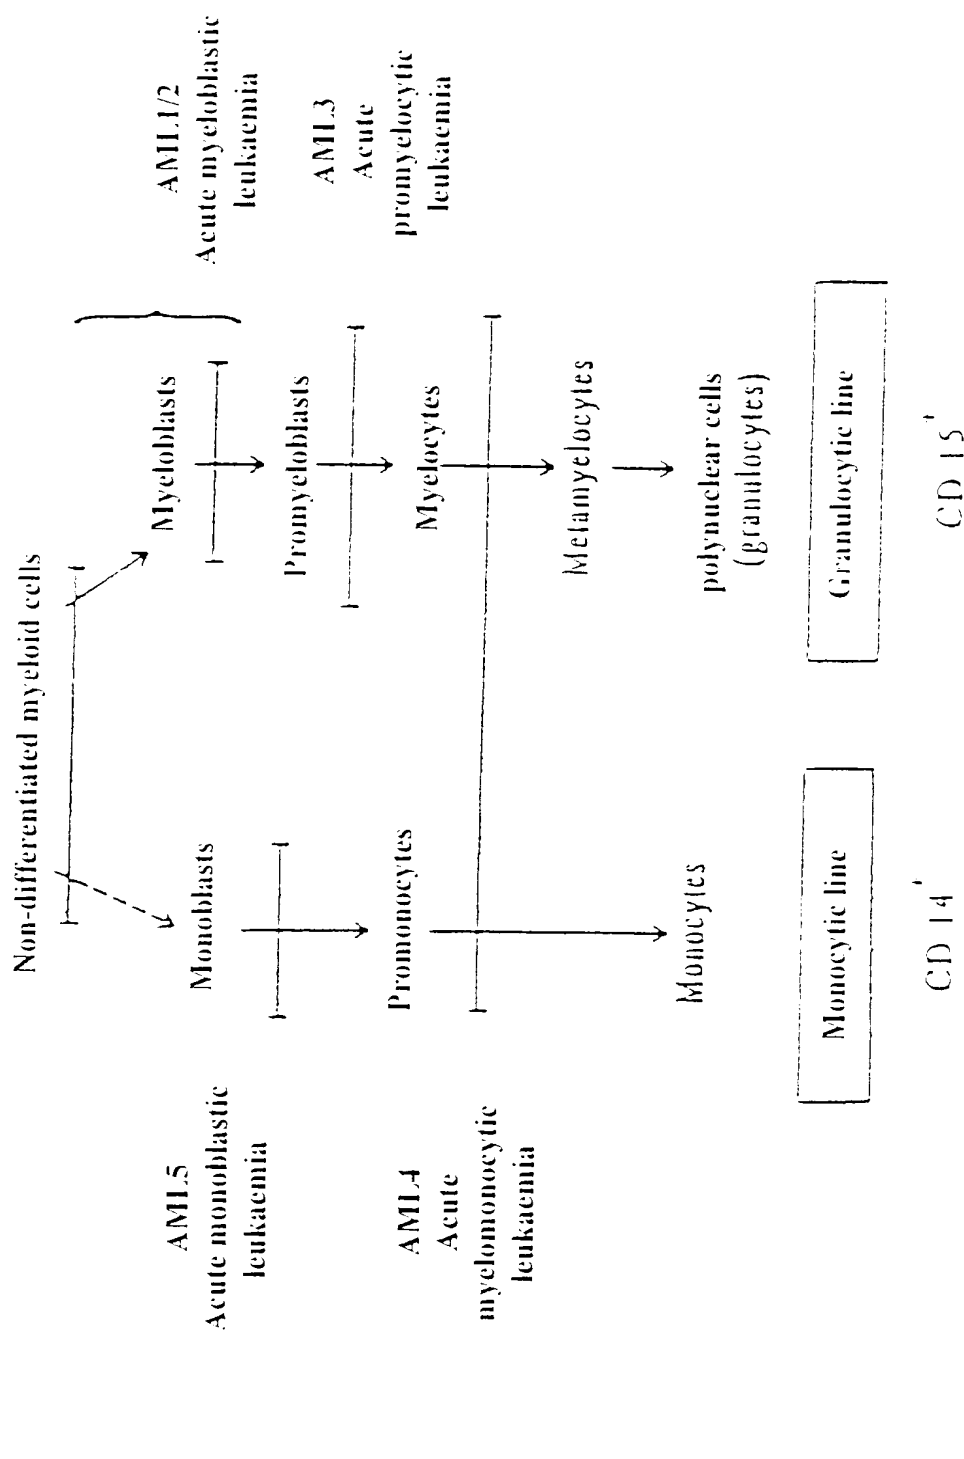 Non-differentiated myeloid cells
AML5
Acute monoblastic
leukaemia
Monoblasts
Myeloblasts
AML1/2
Acute myeloblastic
leukaemia
Promyeloblasts
AML3
Acute
promyelocytic
leukaemia
AML4
Acute
myelomonocytic
leukaemia
Promonocytes
Myelocytes
Metamyelocytes
Monocytes
polynuclear cells
(granulocytes)
Monocytic line
Granulocytic line
CD 14+
CD 15+